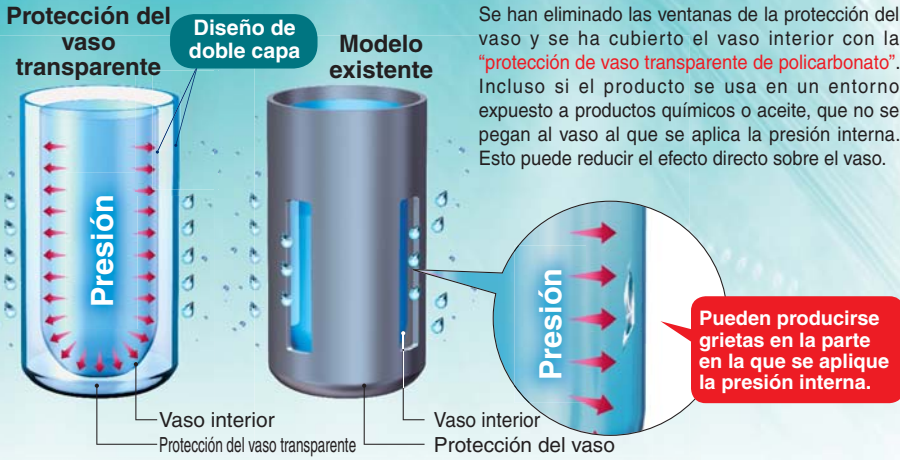 Protección del
vaso
transparente
Diseño de
doble capa
Modelo
existente
Se han eliminado las ventanas de la protección del
vaso y se ha cubierto el vaso interior con la
“protección de vaso transparente de policarbonato”.
Incluso si el producto se usa en un entorno
expuesto a productos químicos o aceite, que no se
pegan al vaso al que se aplica la presión interna.
Esto puede reducir el efecto directo sobre el vaso.
Presión
Presión
Pueden producirse
grietas en la parte
en la que se aplique
la presión interna.
Vaso interior
Protección del vaso transparente
Vaso interior
Protección del vaso